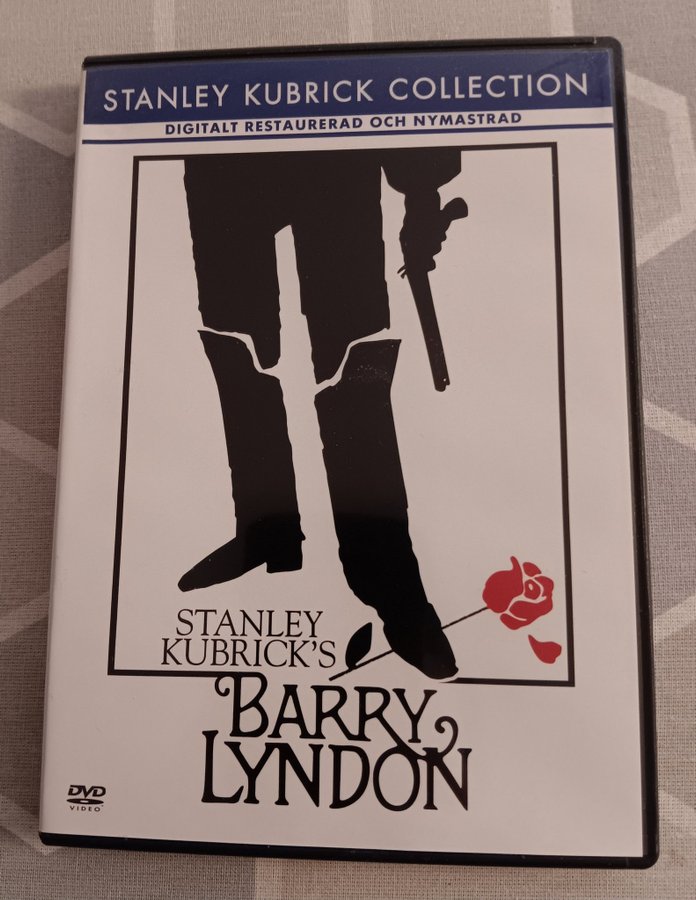 STANLEY KUBRICK COLLECTION
DIGITALT RESTAURERAD OCH NYMASTRAD
STANLEY
KUBRICK'S
BARRY
LYNDON
DVD
VIDEO